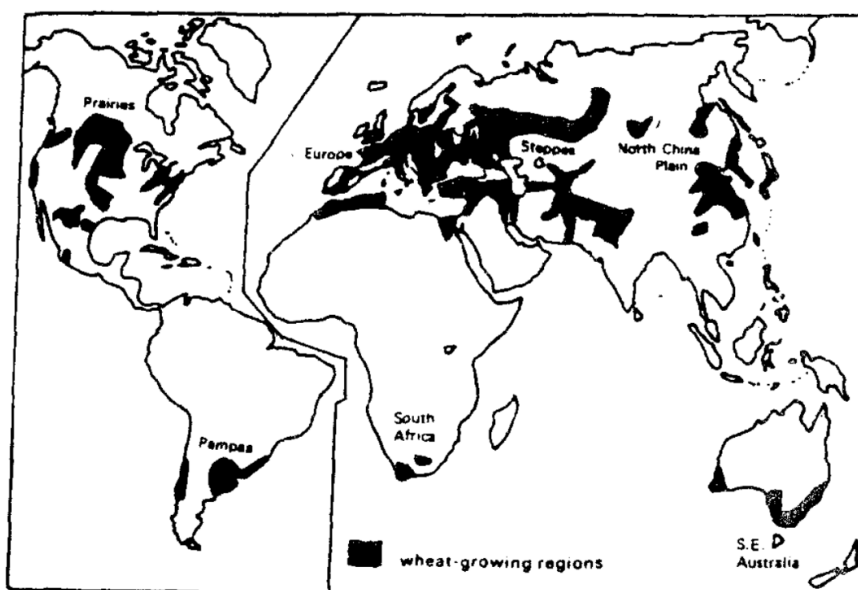 Prairies
Europe
Steppes
North China
Plain
Pampas
South
Africa
S.E.
Australia
wheat-growing regions